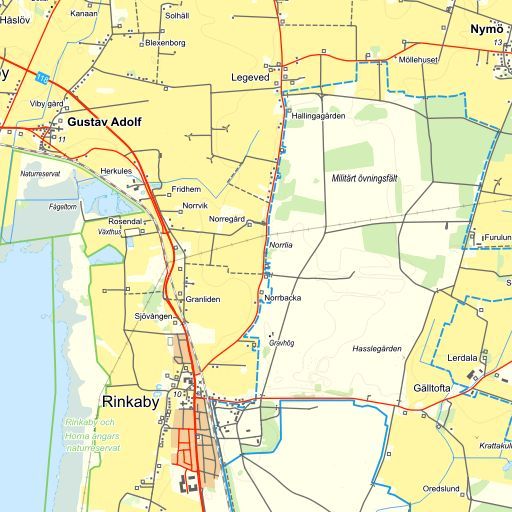 Håslöv
Kanaan
Solhäll
Blexenborg
Nymö
13
Möllehuset
Legeved
118
Viby gård
Gustav Adolf
11
Hallingagården
Naturreservat
Herkules
Militärt övningsfält
Fridhem
Fågeltorn
Norvik
Rosendal
Norregård
Växthus
Norrlia
Furulun
Granliden
Norrbacka
Sjövången
Gravhög
Hasslegården
Lerdala
Gälltofta
10
Rinkaby
Rinkaby och
Horna ängars
naturreservat
Krattakul
Oredslund